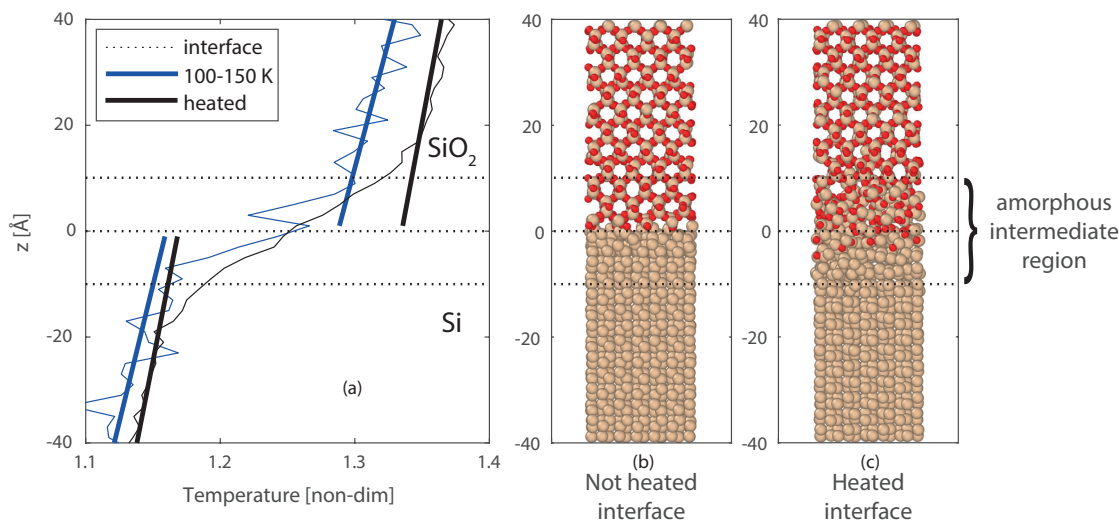 40
20
0
-20
-40
z [Å]
interface
100-150 K
heated
SiO₂
Si
(a)
1.1 1.2 1.3 1.4
Temperature [non-dim]
40
20
0
-20
-40
(b)
Not heated
interface
40
20
0
-20
-40
(c)
Heated
interface
amorphous
intermediate
region